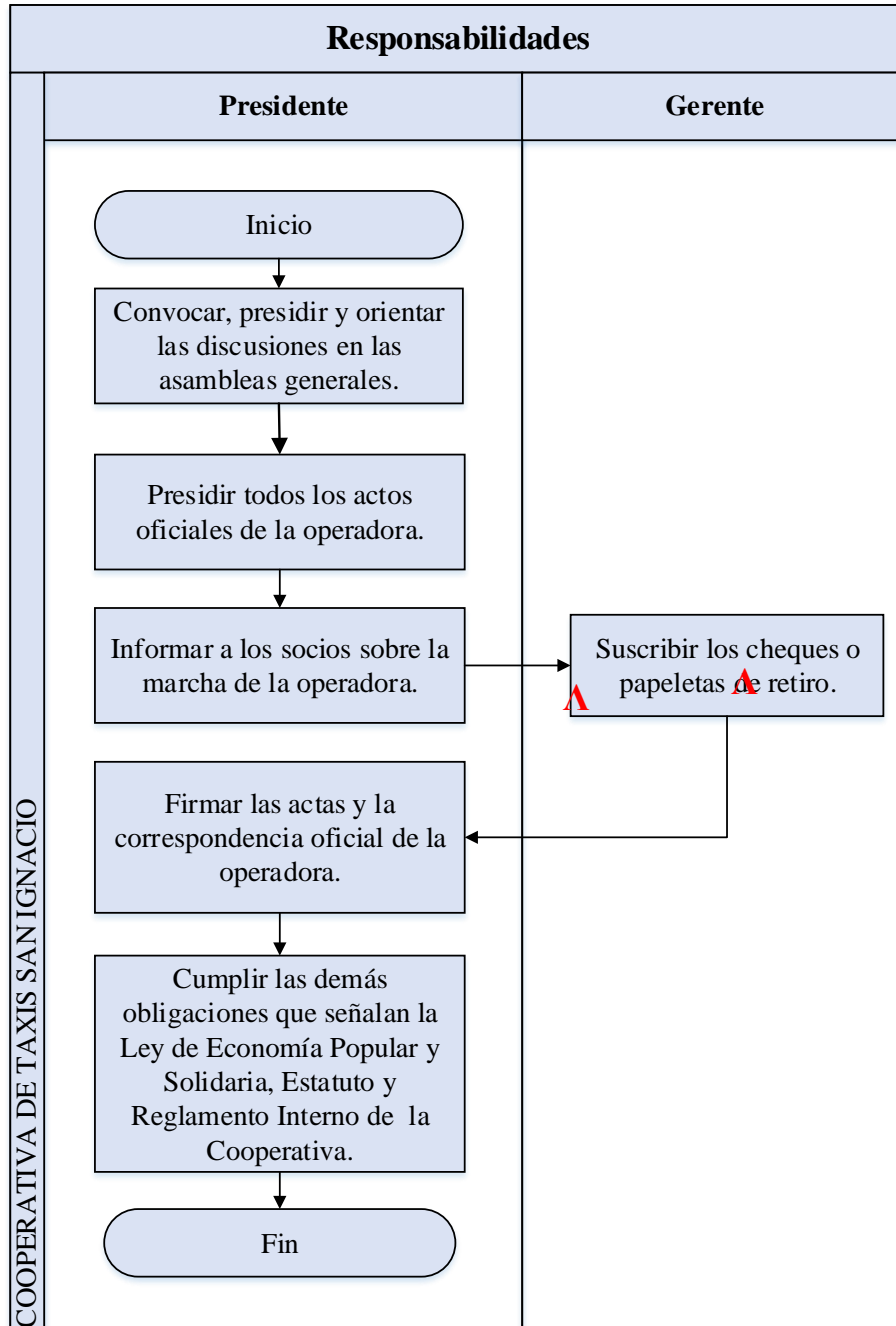 Responsabilidades
Presidente
Gerente
COOPERATIVA DE TAXIS SAN IGNACIO
Inicio
Convocar, presidir y orientar
las discusiones en las
asambleas generales.
Presidir todos los actos
oficiales de la operadora.
Informar a los socios sobre la
marcha de la operadora.
Suscribir los cheques o
papeletas de retiro.
Firmar las actas y la
correspondencia oficial de la
operadora.
Cumplir las demás
obligaciones que señalan la
Ley de Economía Popular y
Solidaria, Estatuto y
Reglamento Interno de la
Cooperativa.
Fin